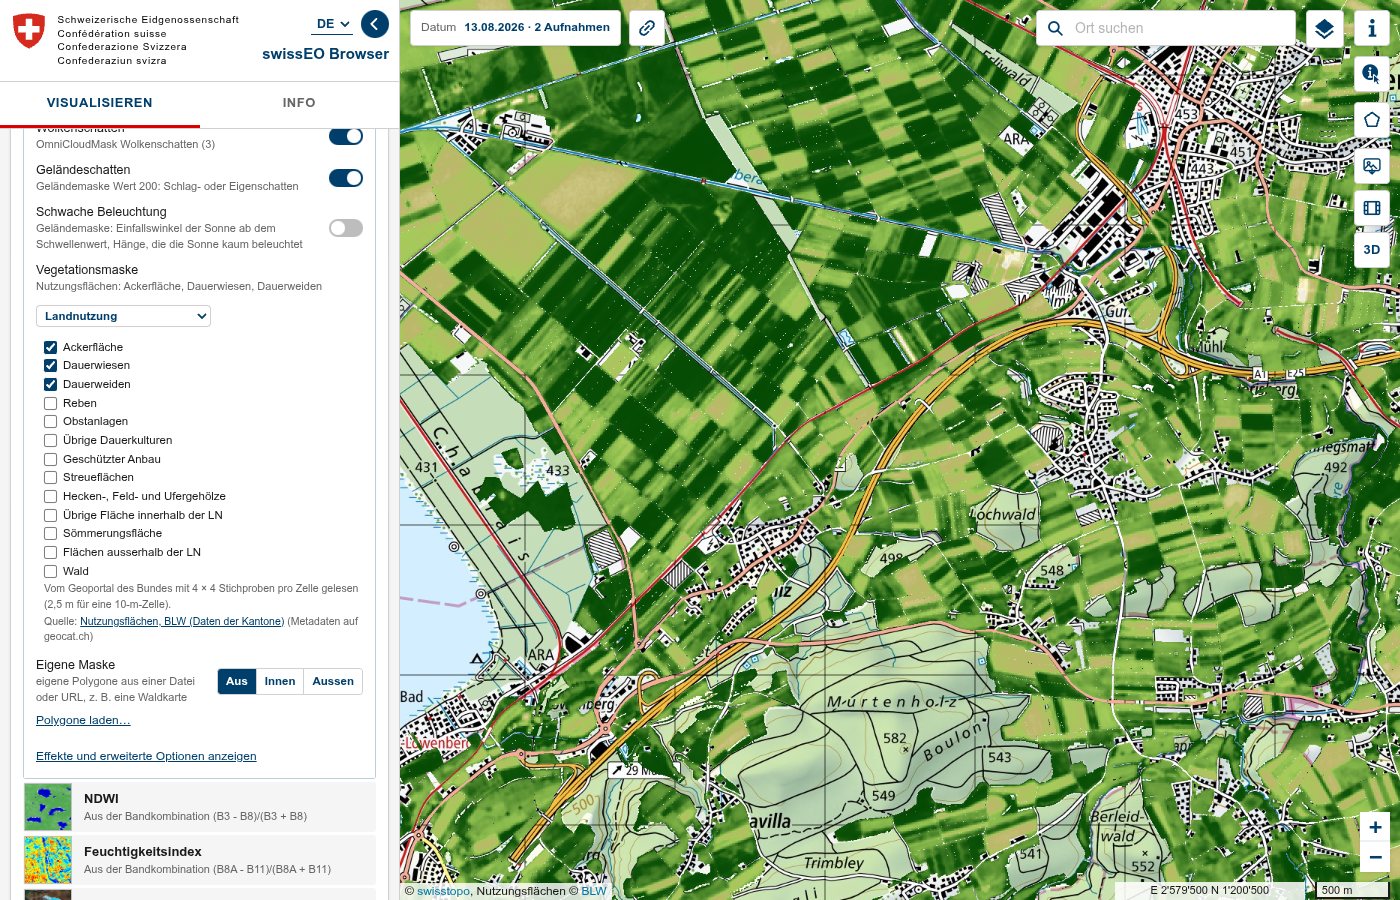 Schweizerische Eidgenossenschaft
Confédération suisse
Confederazione Svizzera
Confederaziun svizra
DE
swissEO Browser
VISUALISIEREN
INFO
Wolkenschatten
OmniCloudMask Wolkenschatten (3)
Geländeschatten
Geländemaske Wert 200: Schlag- oder Eigenschatten
Schwache Beleuchtung
Geländemaske: Einfallswinkel der Sonne ab dem
Schwellenwert, Hänge, die die Sonne kaum beleuchtet
Vegetationsmaske
Nutzungsflächen: Ackerfläche, Dauerwiesen, Dauerweiden
Landnutzung
Ackerfläche
Dauerwiesen
Dauerweiden
Reben
Obstanlagen
Übrige Dauerkulturen
Geschützter Anbau
Streueflächen
Hecken-, Feld- und Ufergehölze
Übrige Fläche innerhalb der LN
Sömmerungsfläche
Flächen ausserhalb der LN
Wald
Vom Geoportal des Bundes mit 4 × 4 Stichproben pro Zelle gelesen
(2,5 m für eine 10-m-Zelle).
Quelle: Nutzungsflächen, BLW (Daten der Kantone) (Metadaten auf
geocat.ch)
Eigene Maske
eigene Polygone aus einer Datei
oder URL, z. B. eine Waldkarte
Aus
Innen
Aussen
Polygone laden…
Effekte und erweiterte Optionen anzeigen
NDWI
Aus der Bandkombination (B3 - B8)/(B3 + B8)
Feuchtigkeitsindex
Aus der Bandkombination (B8A - B11)/(B8A + B11)
Datum 13.08.2026 · 2 Aufnahmen
Ort suchen
3D
453
ARA
451
443
Gur
A1
E25
431
433
492
Lochwald
498
548
ARA
Bad
Löwenberg
Murtenholz
582
Boulon
543
549
500
avilla
Berleid-
wald
541
552
Trimbley
© swisstopo, Nutzungsflächen © BLW
E 2'579'500 N 1'200'500
500 m